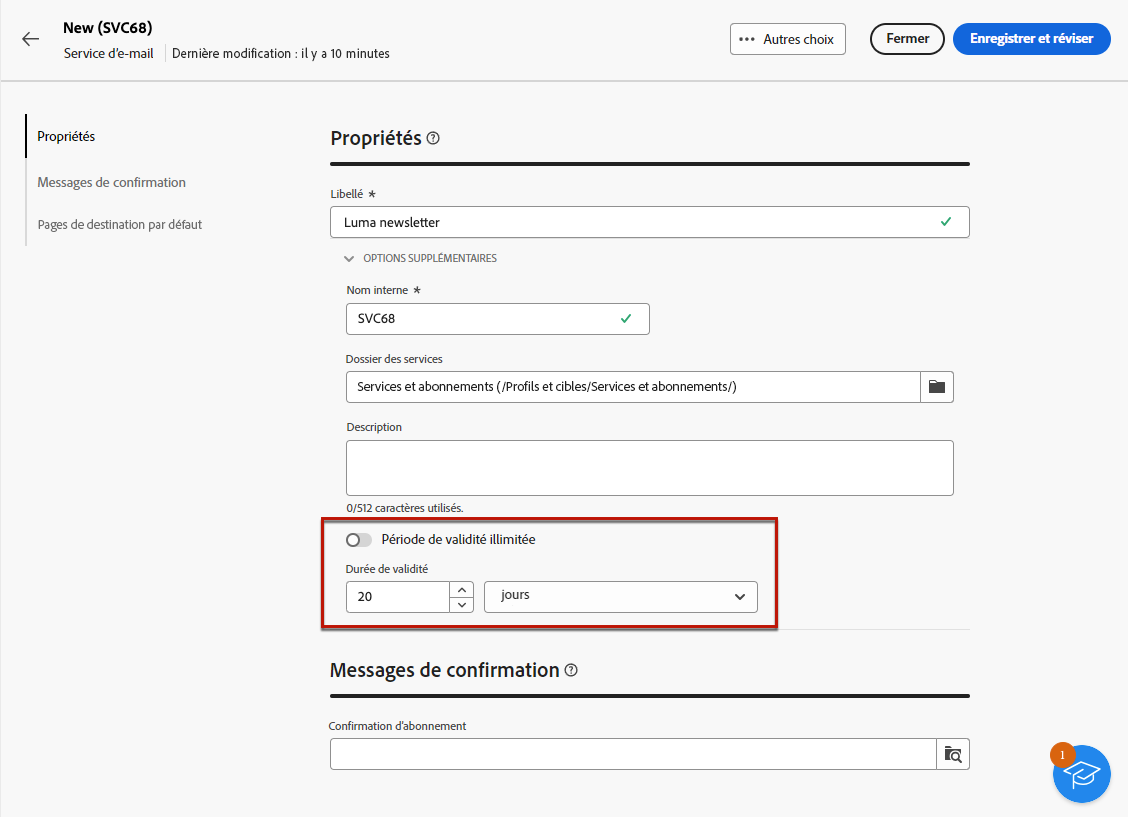 New (SVC68)
Service d'e-mail
Dernière modification : il y a 10 minutes
Autres choix
Fermer
Enregistrer et réviser
Propriétés
Messages de confirmation
Pages de destination par défaut
Propriétés
Libellé *
Luma newsletter
OPTIONS SUPPLÉMENTAIRES
Nom interne *
SVC68
Dossier des services
Services et abonnements (/Profils et cibles/Services et abonnements/)
Description
0/512 caractères utilisés.
Période de validité illimitée
Durée de validité
20
jours
Messages de confirmation
Confirmation d'abonnement
1